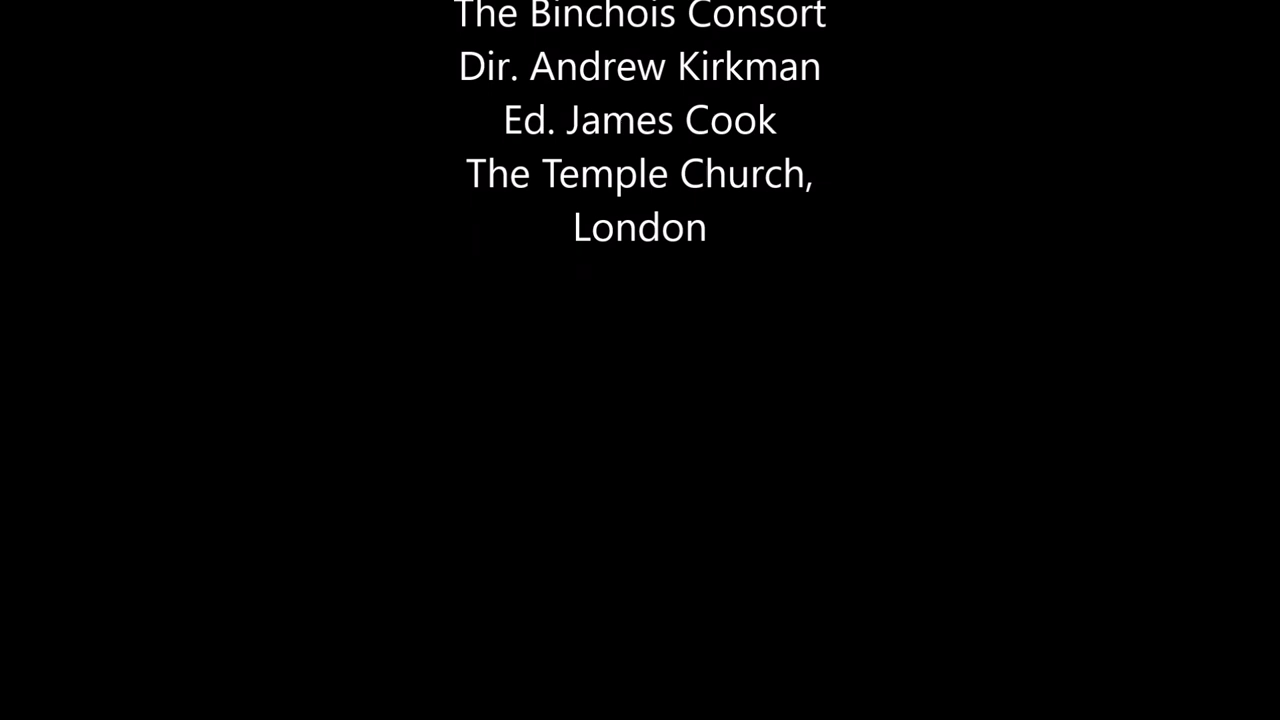 The Binchois Consort
Dir. Andrew Kirkman
Ed. James Cook
The Temple Church,
London